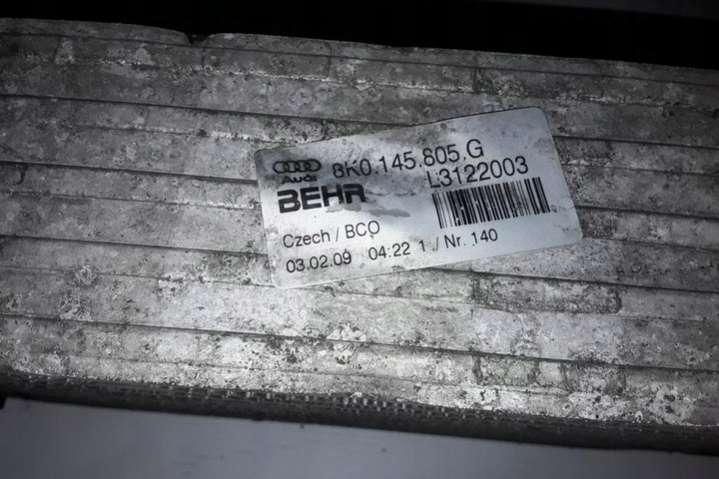 Audi 8K0.145.805.G
BEHR L3122003
Czech / BCO
03.02.09 04:22 1 / Nr. 140